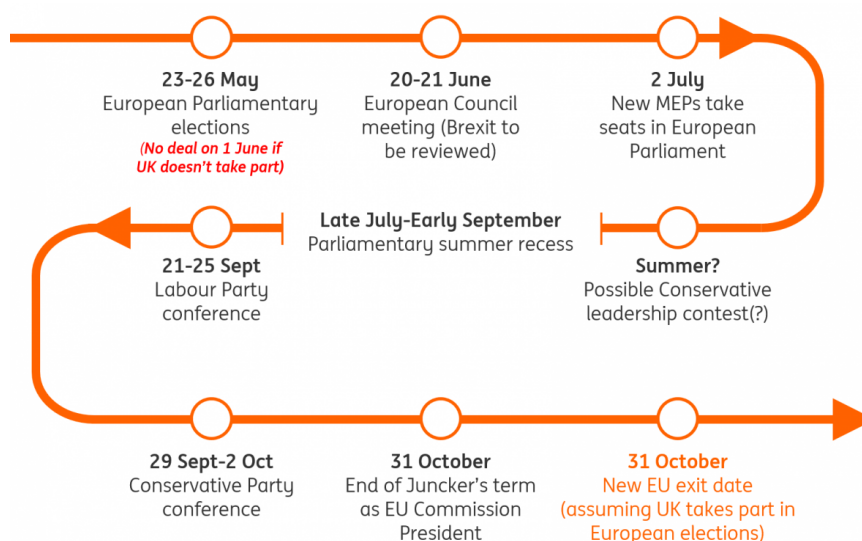 23-26 May
European Parliamentary
elections
(No deal on 1 June if
UK doesn't take part)
20-21 June
European Council
meeting (Brexit to
be reviewed)
2 July
New MEPs take
seats in European
Parliament
Summer?
Possible Conservative
leadership contest(?)
Late July-Early September
Parliamentary summer recess
21-25 Sept
Labour Party
conference
29 Sept-2 Oct
Conservative Party
conference
31 October
End of Juncker's term
as EU Commission
President
31 October
New EU exit date
(assuming UK takes part in
European elections)